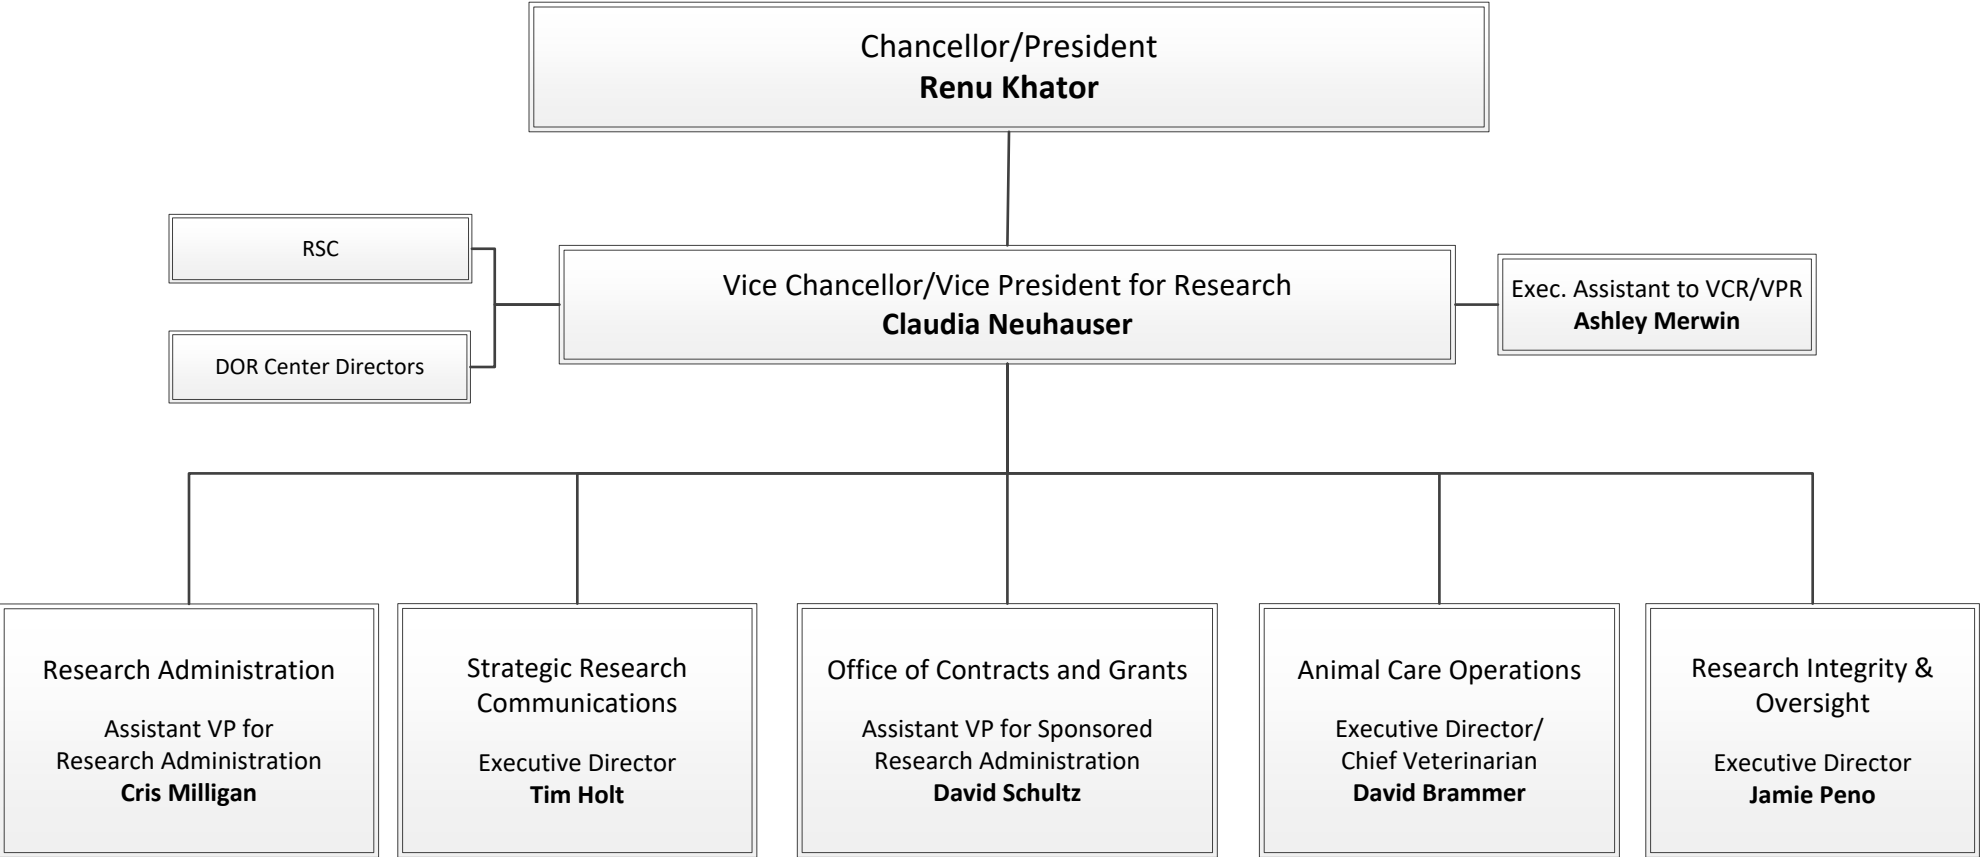 Chancellor/President
Renu Khator
RSC
Vice Chancellor/Vice President for Research
Claudia Neuhauser
Exec. Assistant to VCR/VPR
Ashley Merwin
DOR Center Directors
Research Administration
Assistant VP for
Research Administration
Cris Milligan
Strategic Research
Communications
Executive Director
Tim Holt
Office of Contracts and Grants
Assistant VP for Sponsored
Research Administration
David Schultz
Animal Care Operations
Executive Director/
Chief Veterinarian
David Brammer
Research Integrity &
Oversight
Executive Director
Jamie Peno